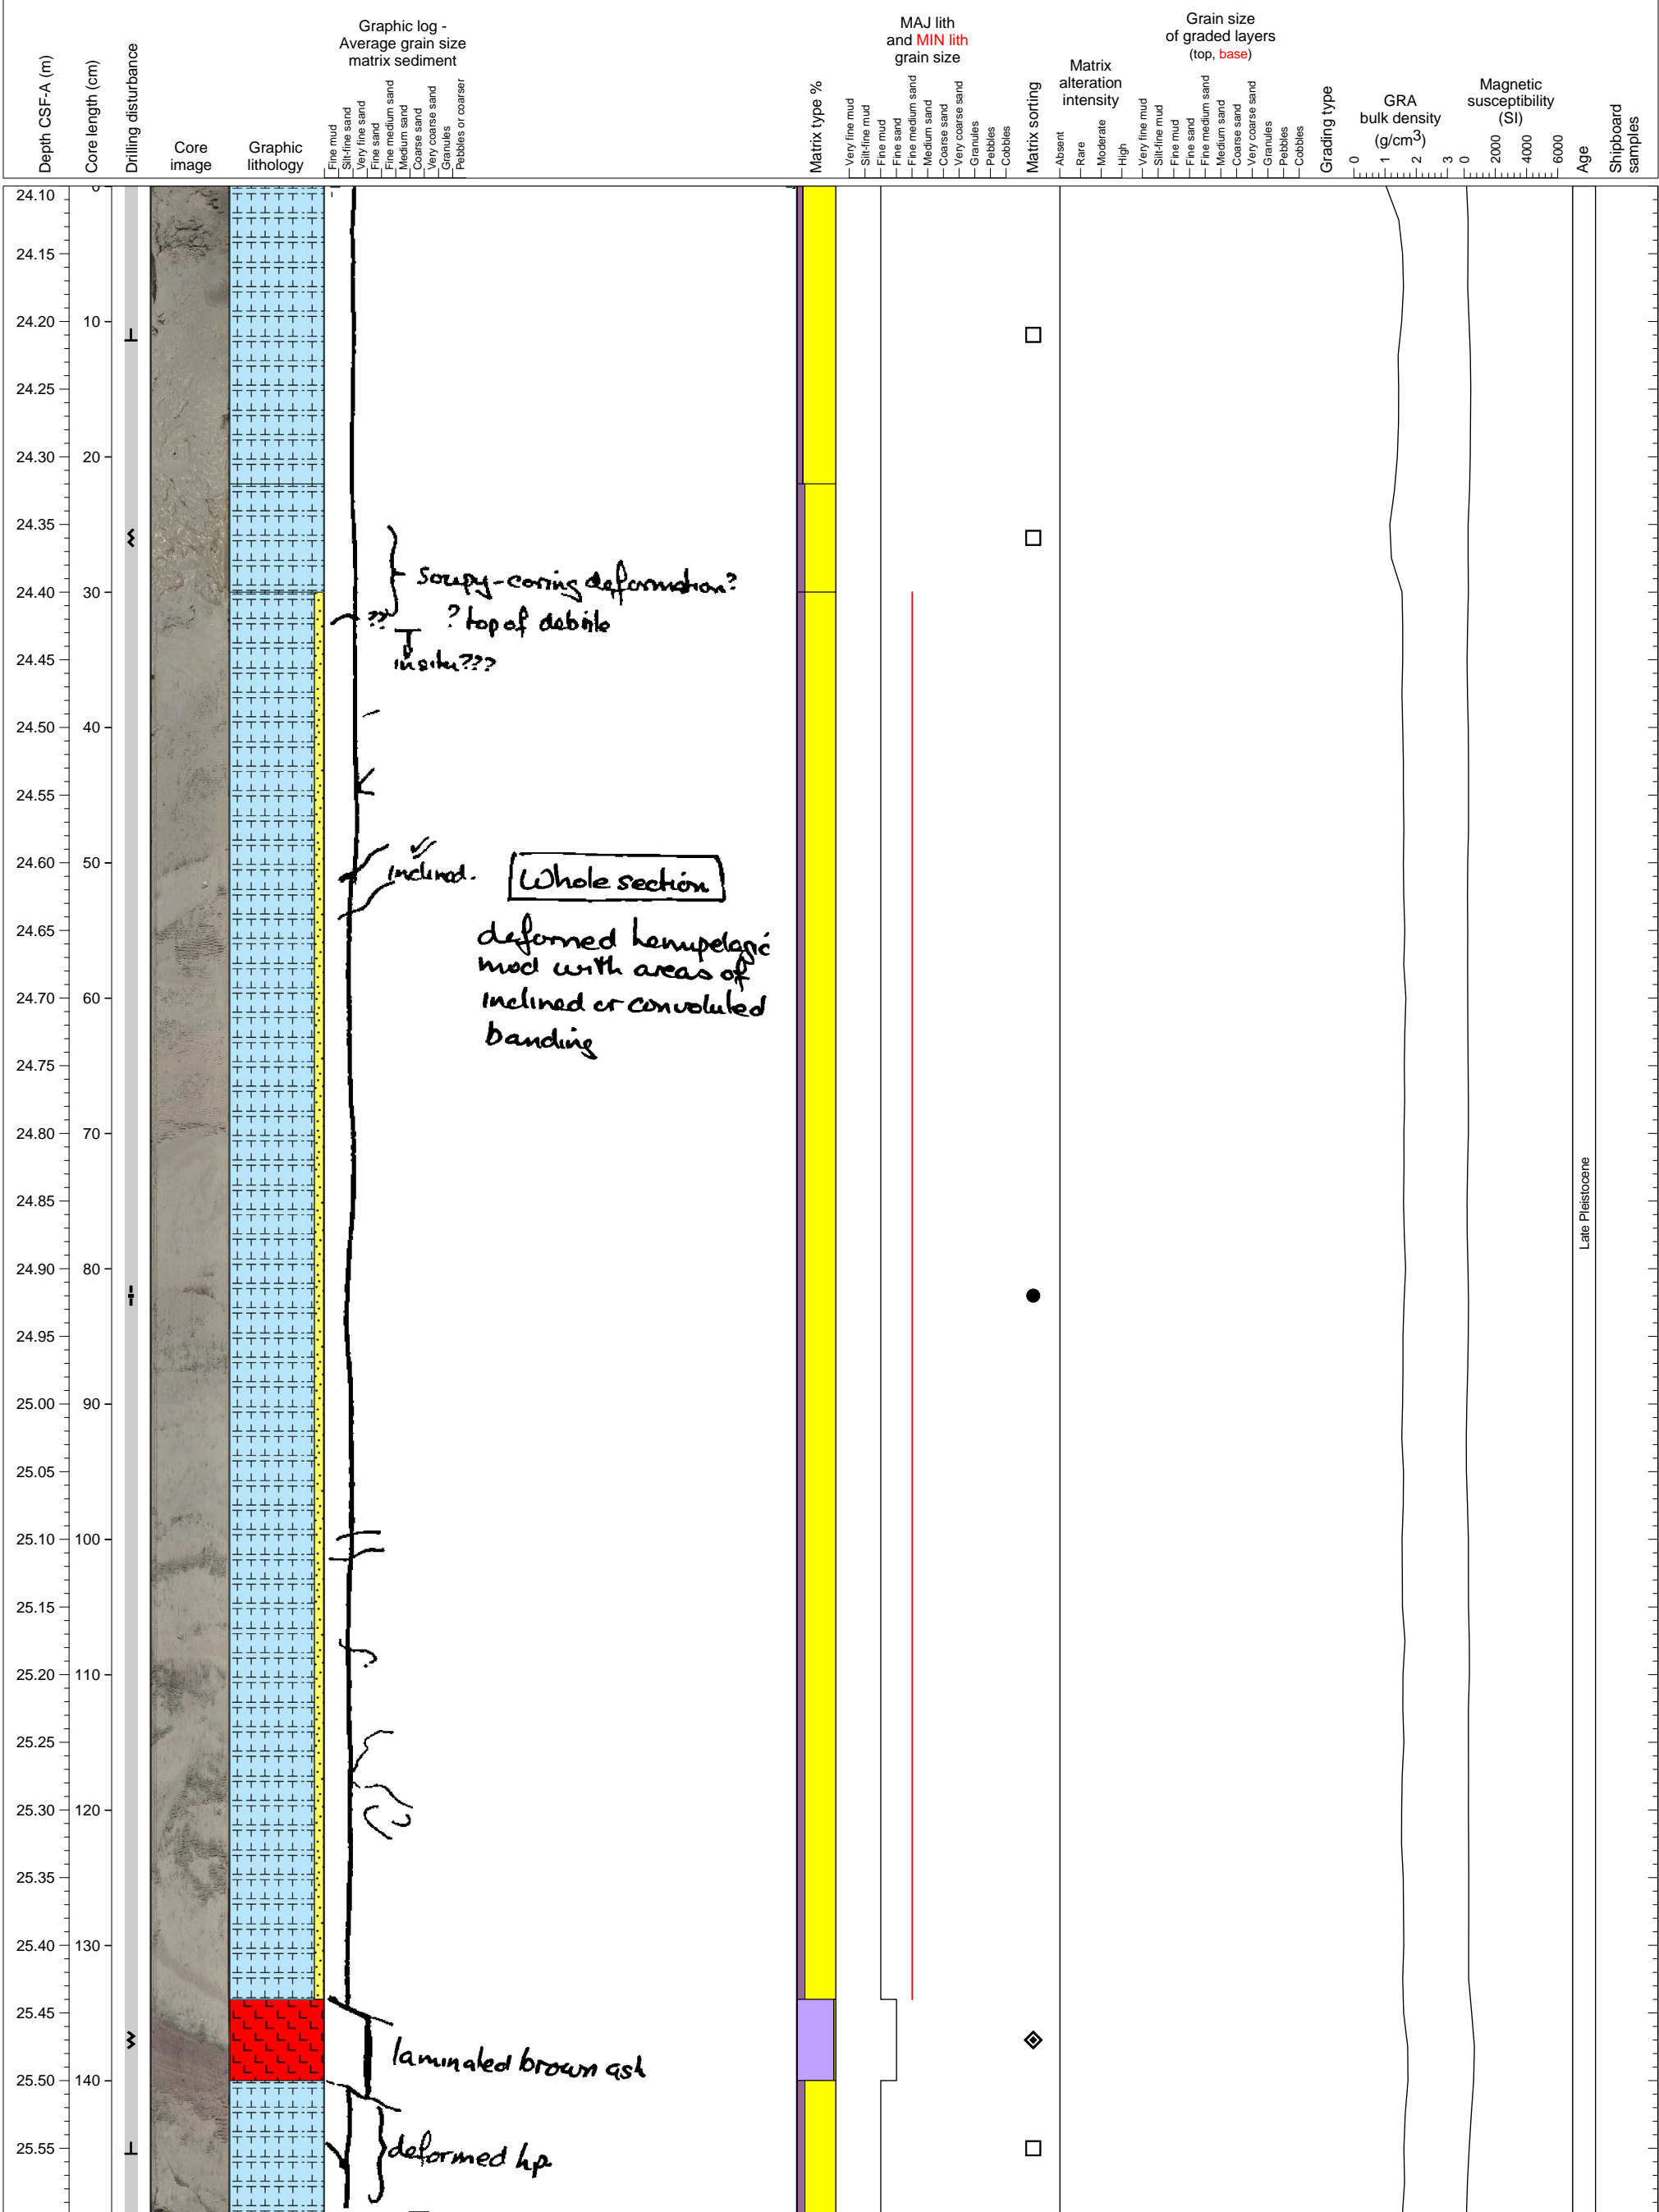 Graphic log -
Average grain size
matrix sediment
MAJ lith
and MIN lith
grain size
Grain size
of graded layers
(top, base)
Depth CSF-A (m)
Core length (cm)
Drilling disturbance
Core
image
Graphic
lithology
Fine mud
Silt-fine sand
Very fine sand
Fine sand
Fine medium sand
Medium sand
Coarse sand
Very coarse sand
Granules
Pebbles or coarser
Matrix type %
Very fine mud
Silt-fine mud
Fine mud
Fine sand
Fine medium sand
Medium sand
Coarse sand
Very coarse sand
Granules
Pebbles
Cobbles
Matrix sorting
Matrix
alteration
intensity
Absent
Rare
Moderate
High
Very fine mud
Silt-fine mud
Fine mud
Fine sand
Fine medium sand
Medium sand
Coarse sand
Very coarse sand
Granules
Pebbles
Cobbles
Grading type
GRA
bulk density
(g/cm3)
0 1 2 3
Magnetic
susceptibility
(SI)
0 2000 4000 6000
Age
Shipboard
samples
24.10
24.15
24.20 10
24.25
24.30 20
24.35
soupy-coring deformation?
24.40 30
?? ? top of debrite
insitu???
24.45
24.50 40
24.55
24.60 50
inclined.
Whole section
24.65
deformed hemipelagic
mud with areas of
24.70 60
inclined or convoluted
banding
24.75
24.80 70
24.85
Late Pleistocene
24.90 80
24.95
25.00 90
25.05
25.10 100
25.15
25.20 110
25.25
25.30 120
25.35
25.40 130
25.45
laminated brown ash
25.50 140
25.55
deformed hp